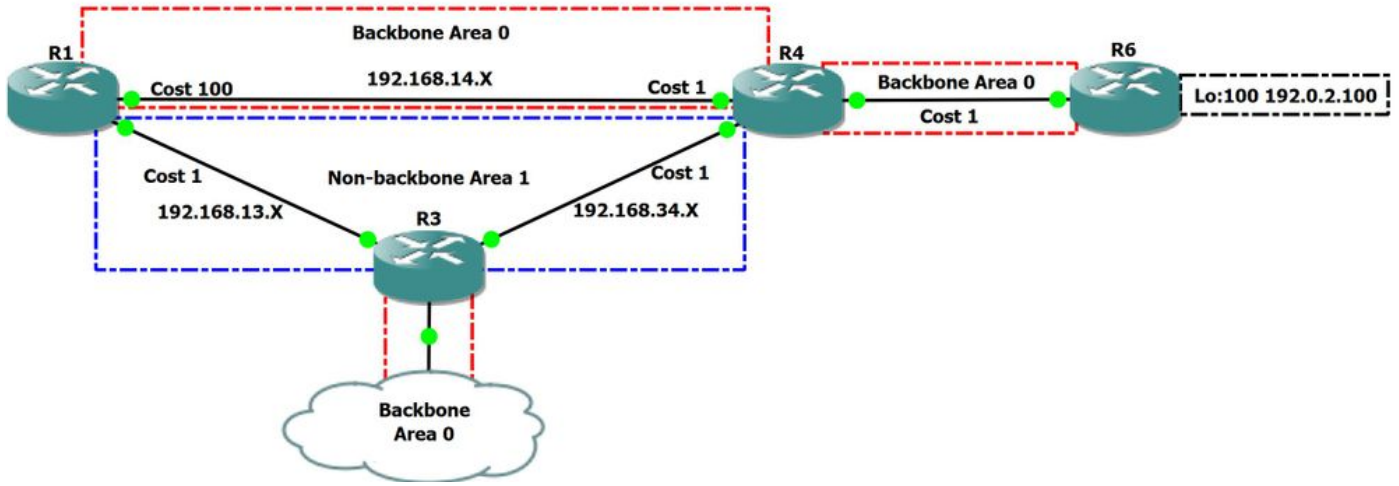 Backbone Area 0
R1
R4
R6
192.168.14.X
Cost 100
Cost 1
Backbone Area 0
Cost 1
Lo:100 192.0.2.100
Cost 1
Non-backbone Area 1
Cost 1
192.168.13.X
192.168.34.X
R3
Backbone
Area 0